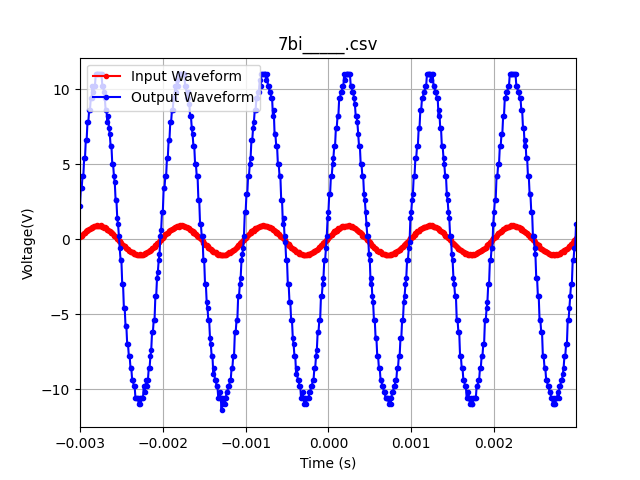 7bi_____.csv
Input Waveform
Output Waveform
Voltage(V)
10
5
0
−5
−10
−0.003
−0.002
−0.001
0.000
0.001
0.002
Time (s)